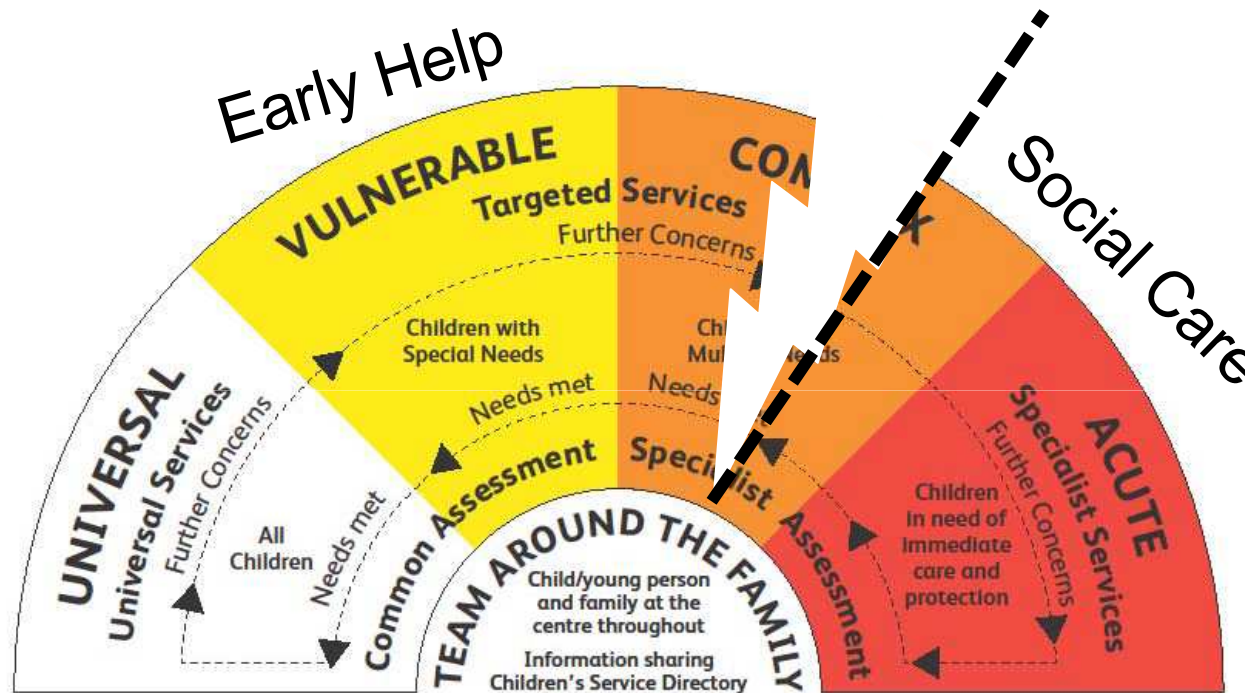 Early Help
Social Care
UNIVERSAL
Universal Services
Further Concerns
All
Children
Needs met
VULNERABLE
Targeted Services
Further Concerns
Children with
Special Needs
Needs met
Common Assessment
CON
X
Needs
Specialist Assessment
ACUTE
Specialist Services
Further Concerns
Children
in need of
immediate
care and
protection
TEAM AROUND THE FAMILY
Child/young person
and family at the
centre throughout
Information sharing
Children's Service Directory